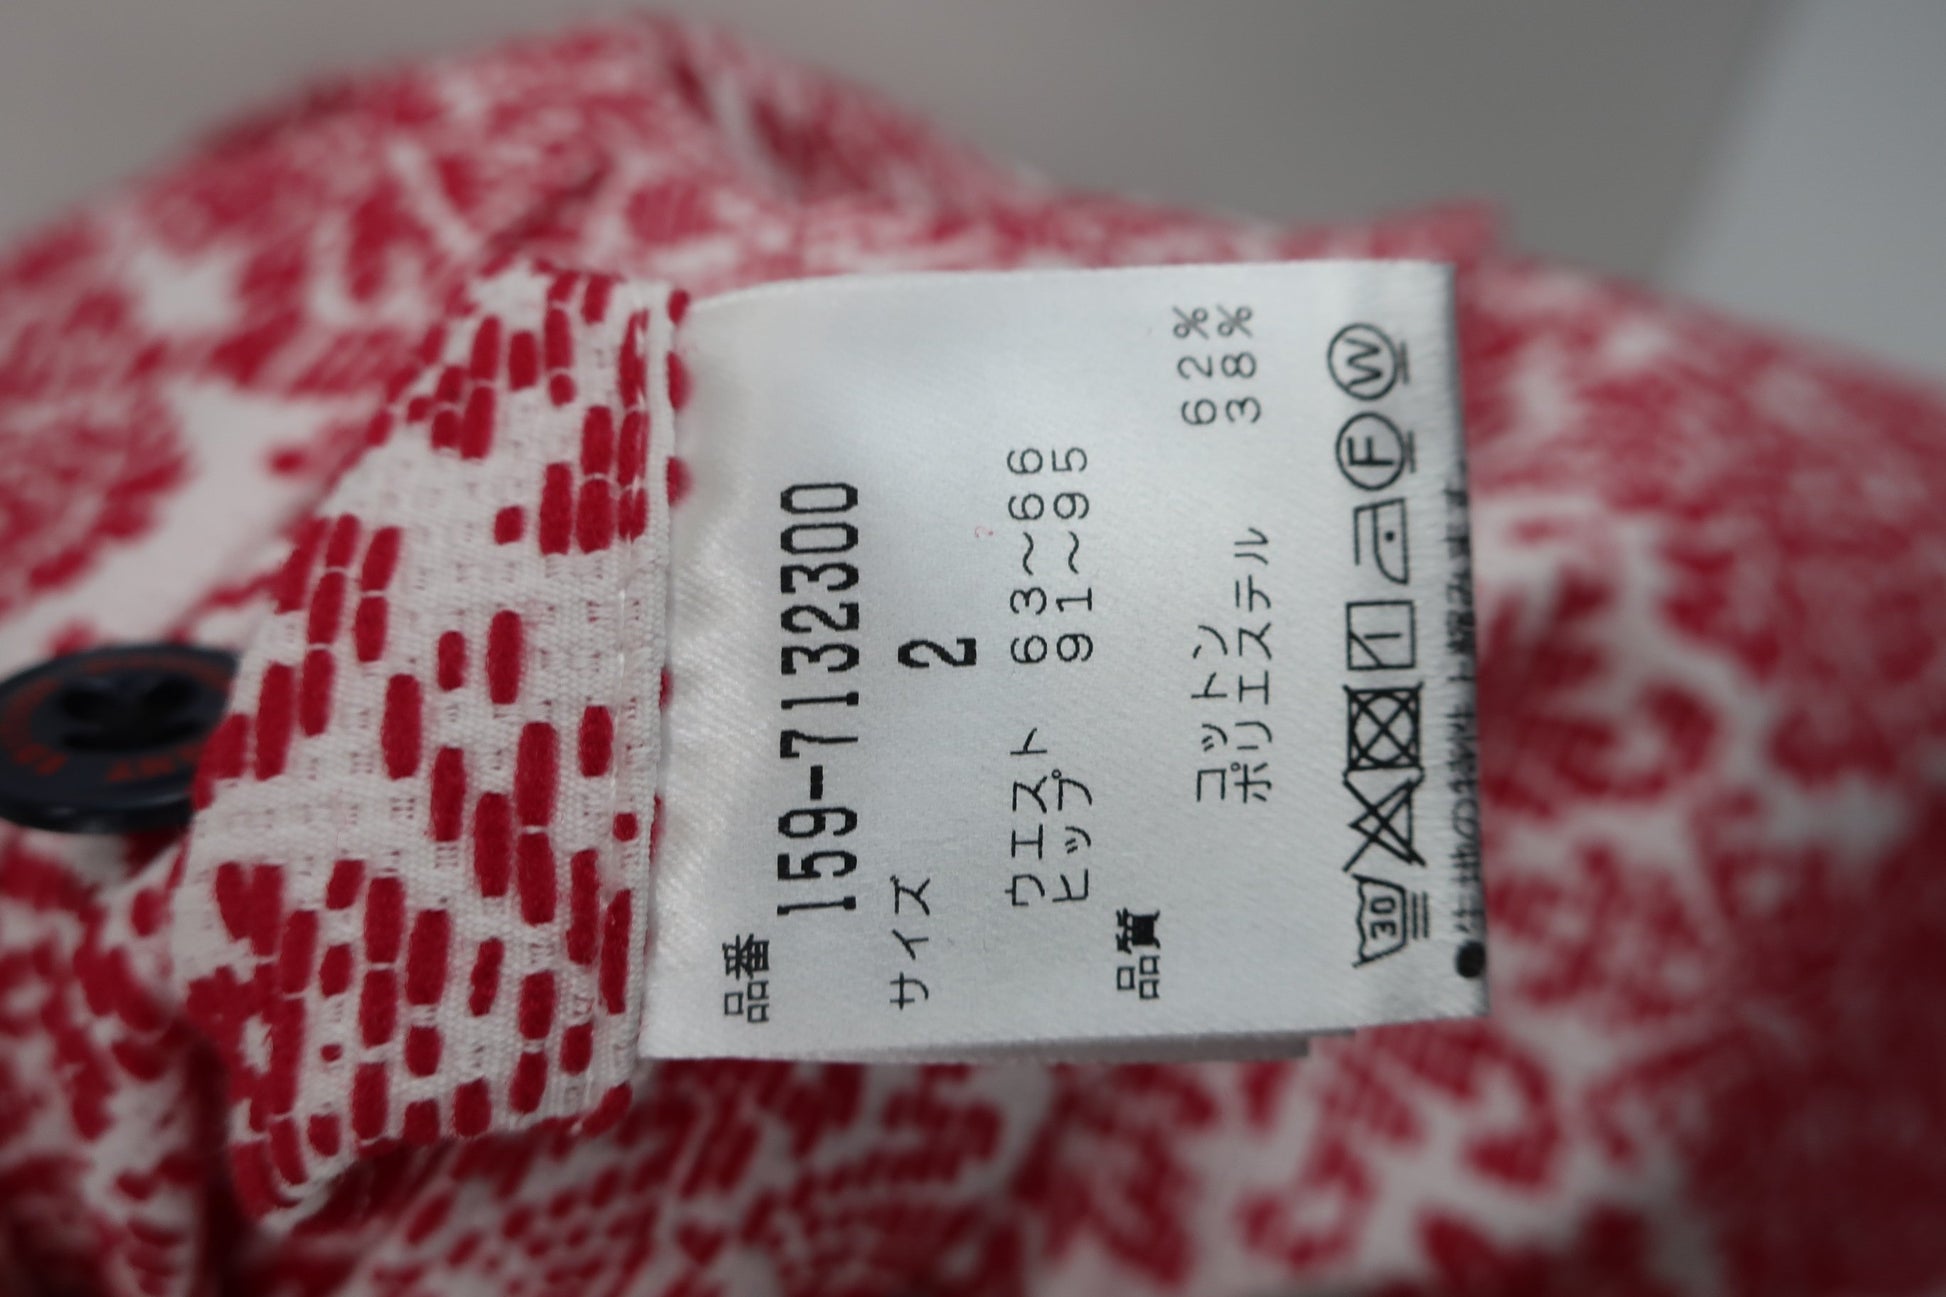 品番
159-7132300
サイズ 2
ウエスト 63〜66
ヒップ 91〜95
品質
コットン 62%
ポリエステル 38%
30 F W